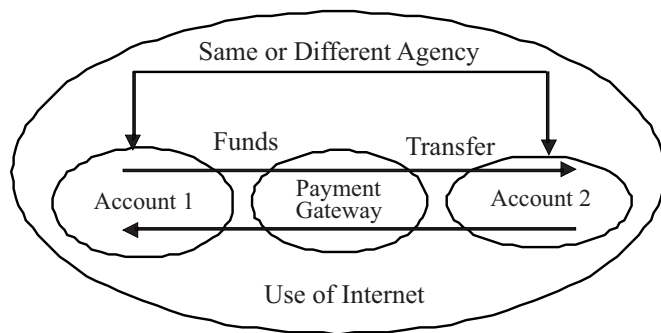 Same or Different Agency
Funds
Transfer
Account 1
Payment
Gateway
Account 2
Use of Internet